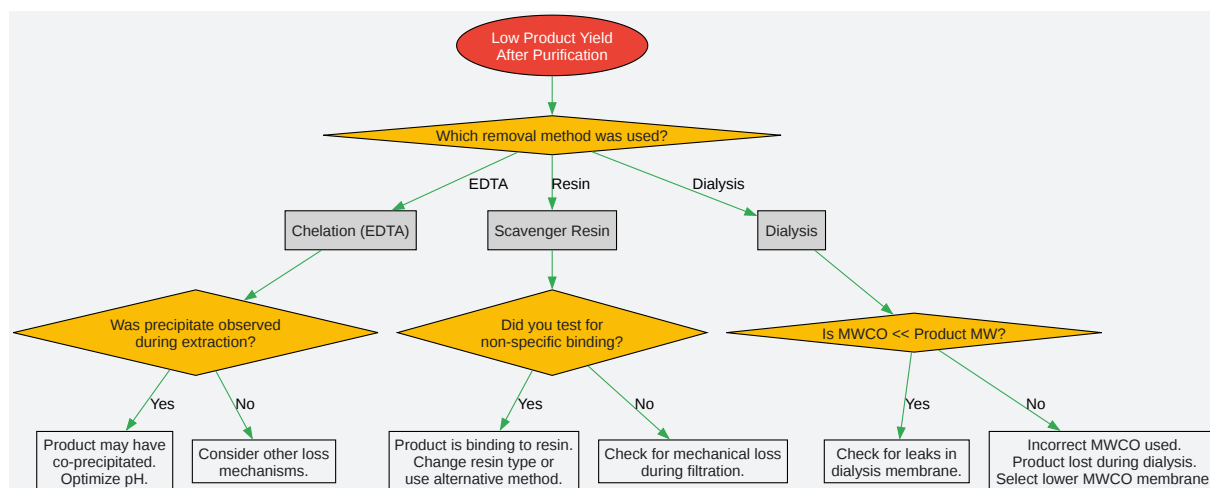 Low Product Yield
After Purification
Which removal method was used?
EDTA
Resin
Dialysis
Chelation (EDTA)
Scavenger Resin
Dialysis
Was precipitate observed
during extraction?
Did you test for
non-specific binding?
Is MWCO << Product MW?
Yes
No
Yes
No
Yes
No
Product may have
co-precipitated.
Optimize pH.
Consider other loss
mechanisms.
Product is binding to resin.
Change resin type or
use alternative method.
Check for mechanical loss
during filtration.
Check for leaks in
dialysis membrane.
Incorrect MWCO used.
Product lost during dialysis.
Select lower MWCO membrane